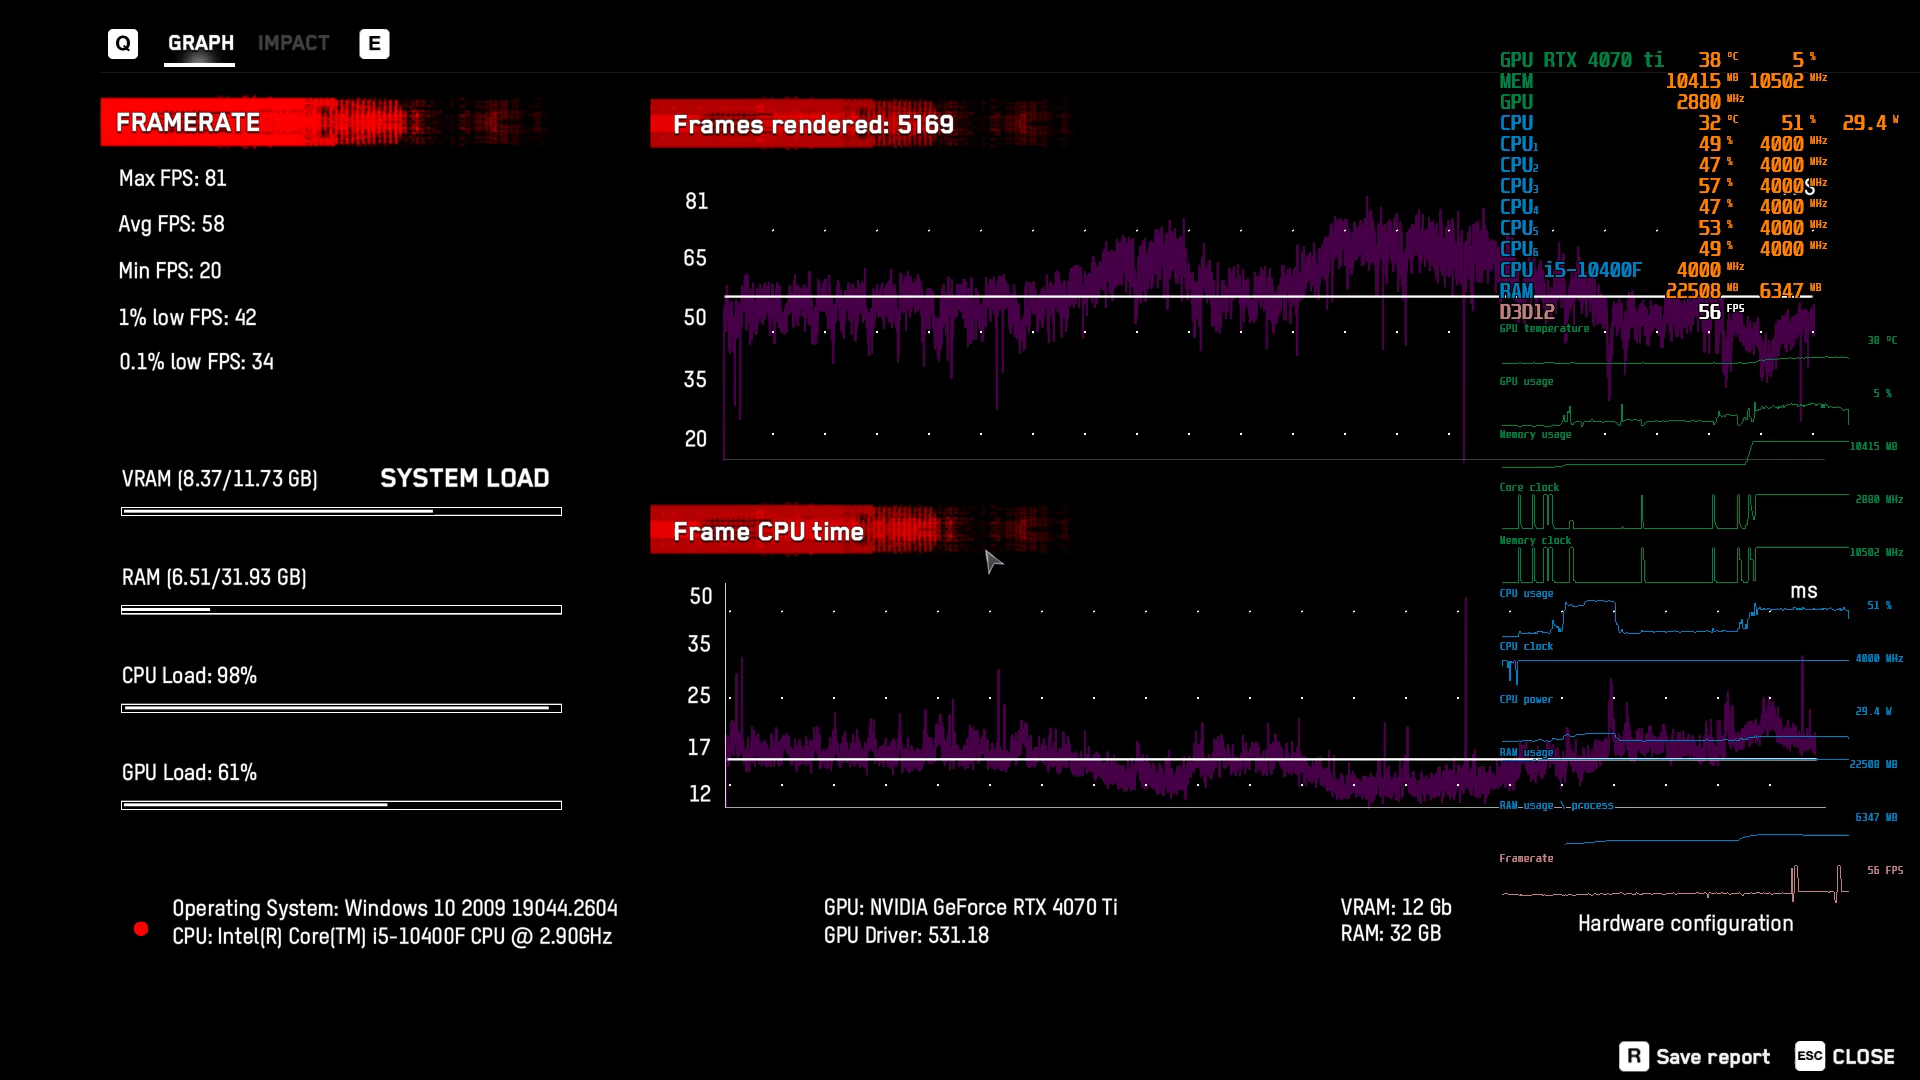 Q GRAPH IMPACT E
FRAMERATE
Max FPS: 81
Avg FPS: 58
Min FPS: 20
1% low FPS: 42
0.1% low FPS: 34
VRAM (8.37/11.73 GB) SYSTEM LOAD
RAM (6.51/31.93 GB)
CPU Load: 98%
GPU Load: 61%
Frames rendered: 5169
81
65
50
35
20
Frame CPU time
ms
50
35
25
17
12
GPU RTX 4070 ti 38 °C 5 %
MEM 10415 MB 10502 MHz
GPU 2880 MHz
CPU 32 °C 51 % 29.4 W
CPU1 49 % 4000 MHz
CPU2 47 % 4000 MHz
CPU3 57 % 4000 MHz
CPU4 47 % 4000 MHz
CPU5 53 % 4000 MHz
CPU6 49 % 4000 MHz
CPU i5-10400F 4000 MHz
RAM 22508 MB 6347 MB
D3D12 56 FPS
GPU temperature 38 °C
GPU usage 5 %
Memory usage 10415 MB
Core clock 2880 MHz
Memory clock 10502 MHz
CPU usage 51 %
CPU clock 4000 MHz
CPU power 29.4 W
RAM usage 22508 MB
RAM usage \ process 6347 MB
Framerate 56 FPS
Operating System: Windows 10 2009 19044.2604
CPU: Intel(R) Core(TM) i5-10400F CPU @ 2.90GHz
GPU: NVIDIA GeForce RTX 4070 Ti
GPU Driver: 531.18
VRAM: 12 Gb
RAM: 32 GB
Hardware configuration
R Save report ESC CLOSE